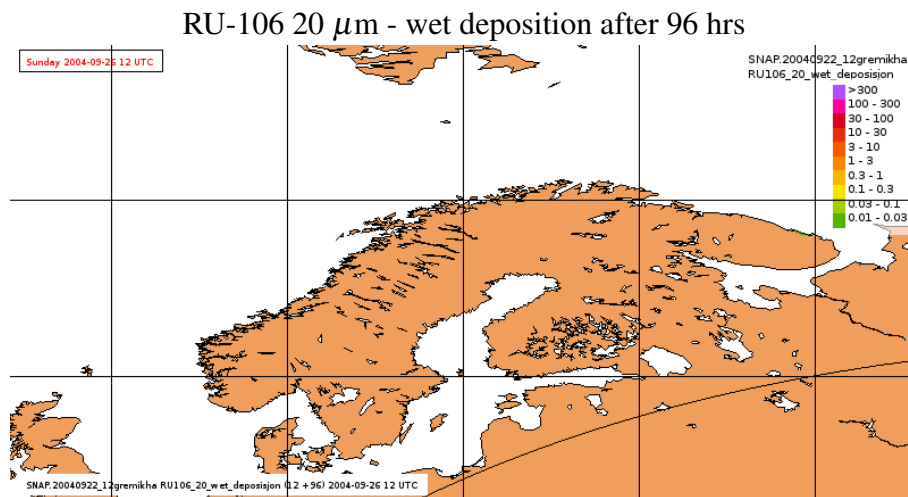 RU-106 20 μm - wet deposition after 96 hrs
Sunday 2004-09-26 12 UTC
SNAP.20040922_12gremikha
RU106_20_wet_deposisjon
>300
100 - 300
30 - 100
10 - 30
3 - 10
1 - 3
0.3 - 1
0.1 - 0.3
0.03 - 0.1
0.01 - 0.03
SNAP.20040922_12gremikha RU106_20_wet_deposisjon (12 +96) 2004-09-26 12 UTC